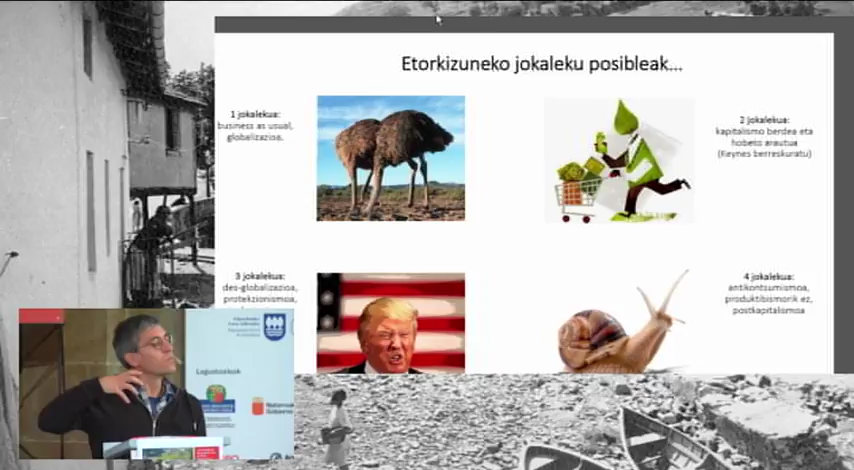 Etorkizuneko jokaleku posibleak...
1 jokalekua:
business as usual,
globalizazioa.
2 jokalekua:
kapitalismo berdea eta
hobeto arautua
(Keynes berreskuratu)
3 jokalekua:
des-globalizazioa,
protekzionismoa,
4 jokalekua:
antikontsumismoa,
produktibismorik ez,
postkapitalismoa
Laguntzaileak